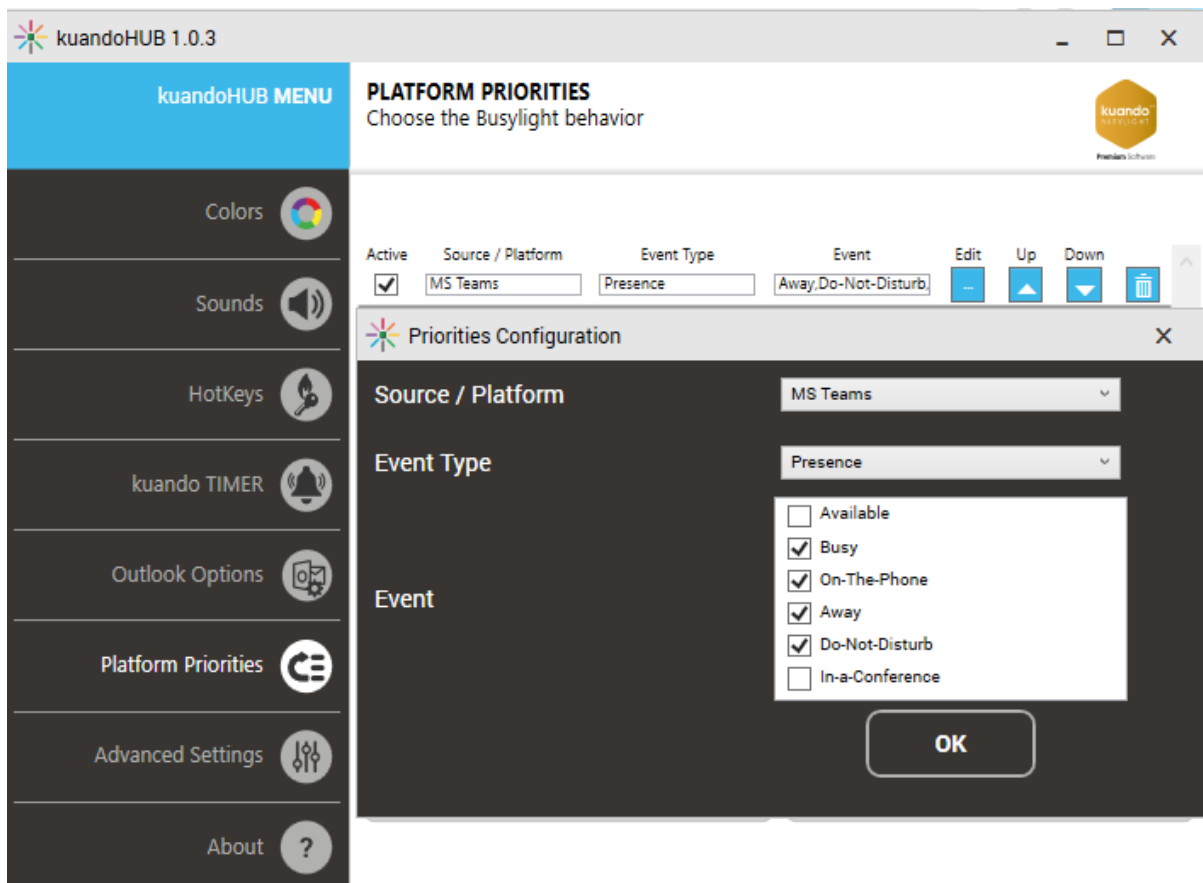 kuandoHUB 1.0.3
kuandoHUB MENU
PLATFORM PRIORITIES
Choose the Busylight behavior
kuando
BUSYLIGHT
Premium Software
Colors
Sounds
HotKeys
kuando TIMER
Outlook Options
Platform Priorities
Advanced Settings
About
Active Source / Platform Event Type Event Edit Up Down
MS Teams Presence Away,Do-Not-Disturb, ...
Priorities Configuration
Source / Platform MS Teams
Event Type Presence
Event
Available
Busy
On-The-Phone
Away
Do-Not-Disturb
In-a-Conference
OK